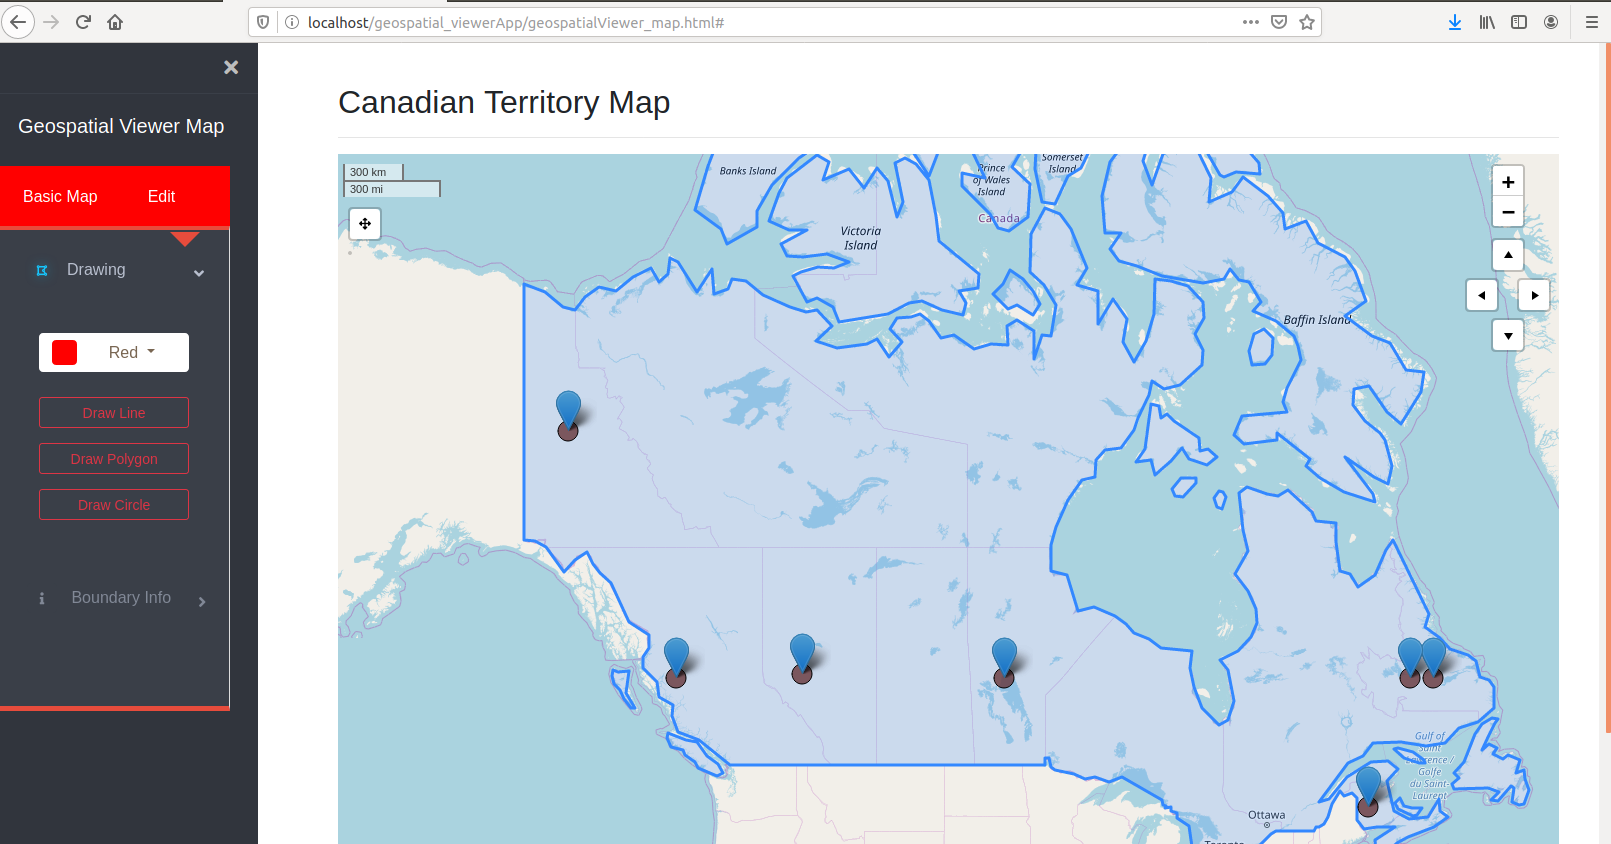 localhost/geospatial_viewerApp/geospatialViewer_map.html#
Geospatial Viewer Map
Basic Map Edit
Drawing
Red
Draw Line
Draw Polygon
Draw Circle
Boundary Info
Canadian Territory Map
300 km
300 mi
+
−
Banks Island
Prince
of Wales
Island
Somerset
Island
Canada
Victoria
Island
Baffin Island
Gulf of
Saint
Lawrence /
Golfe
du Saint-
Laurent
Ottawa
Toronto